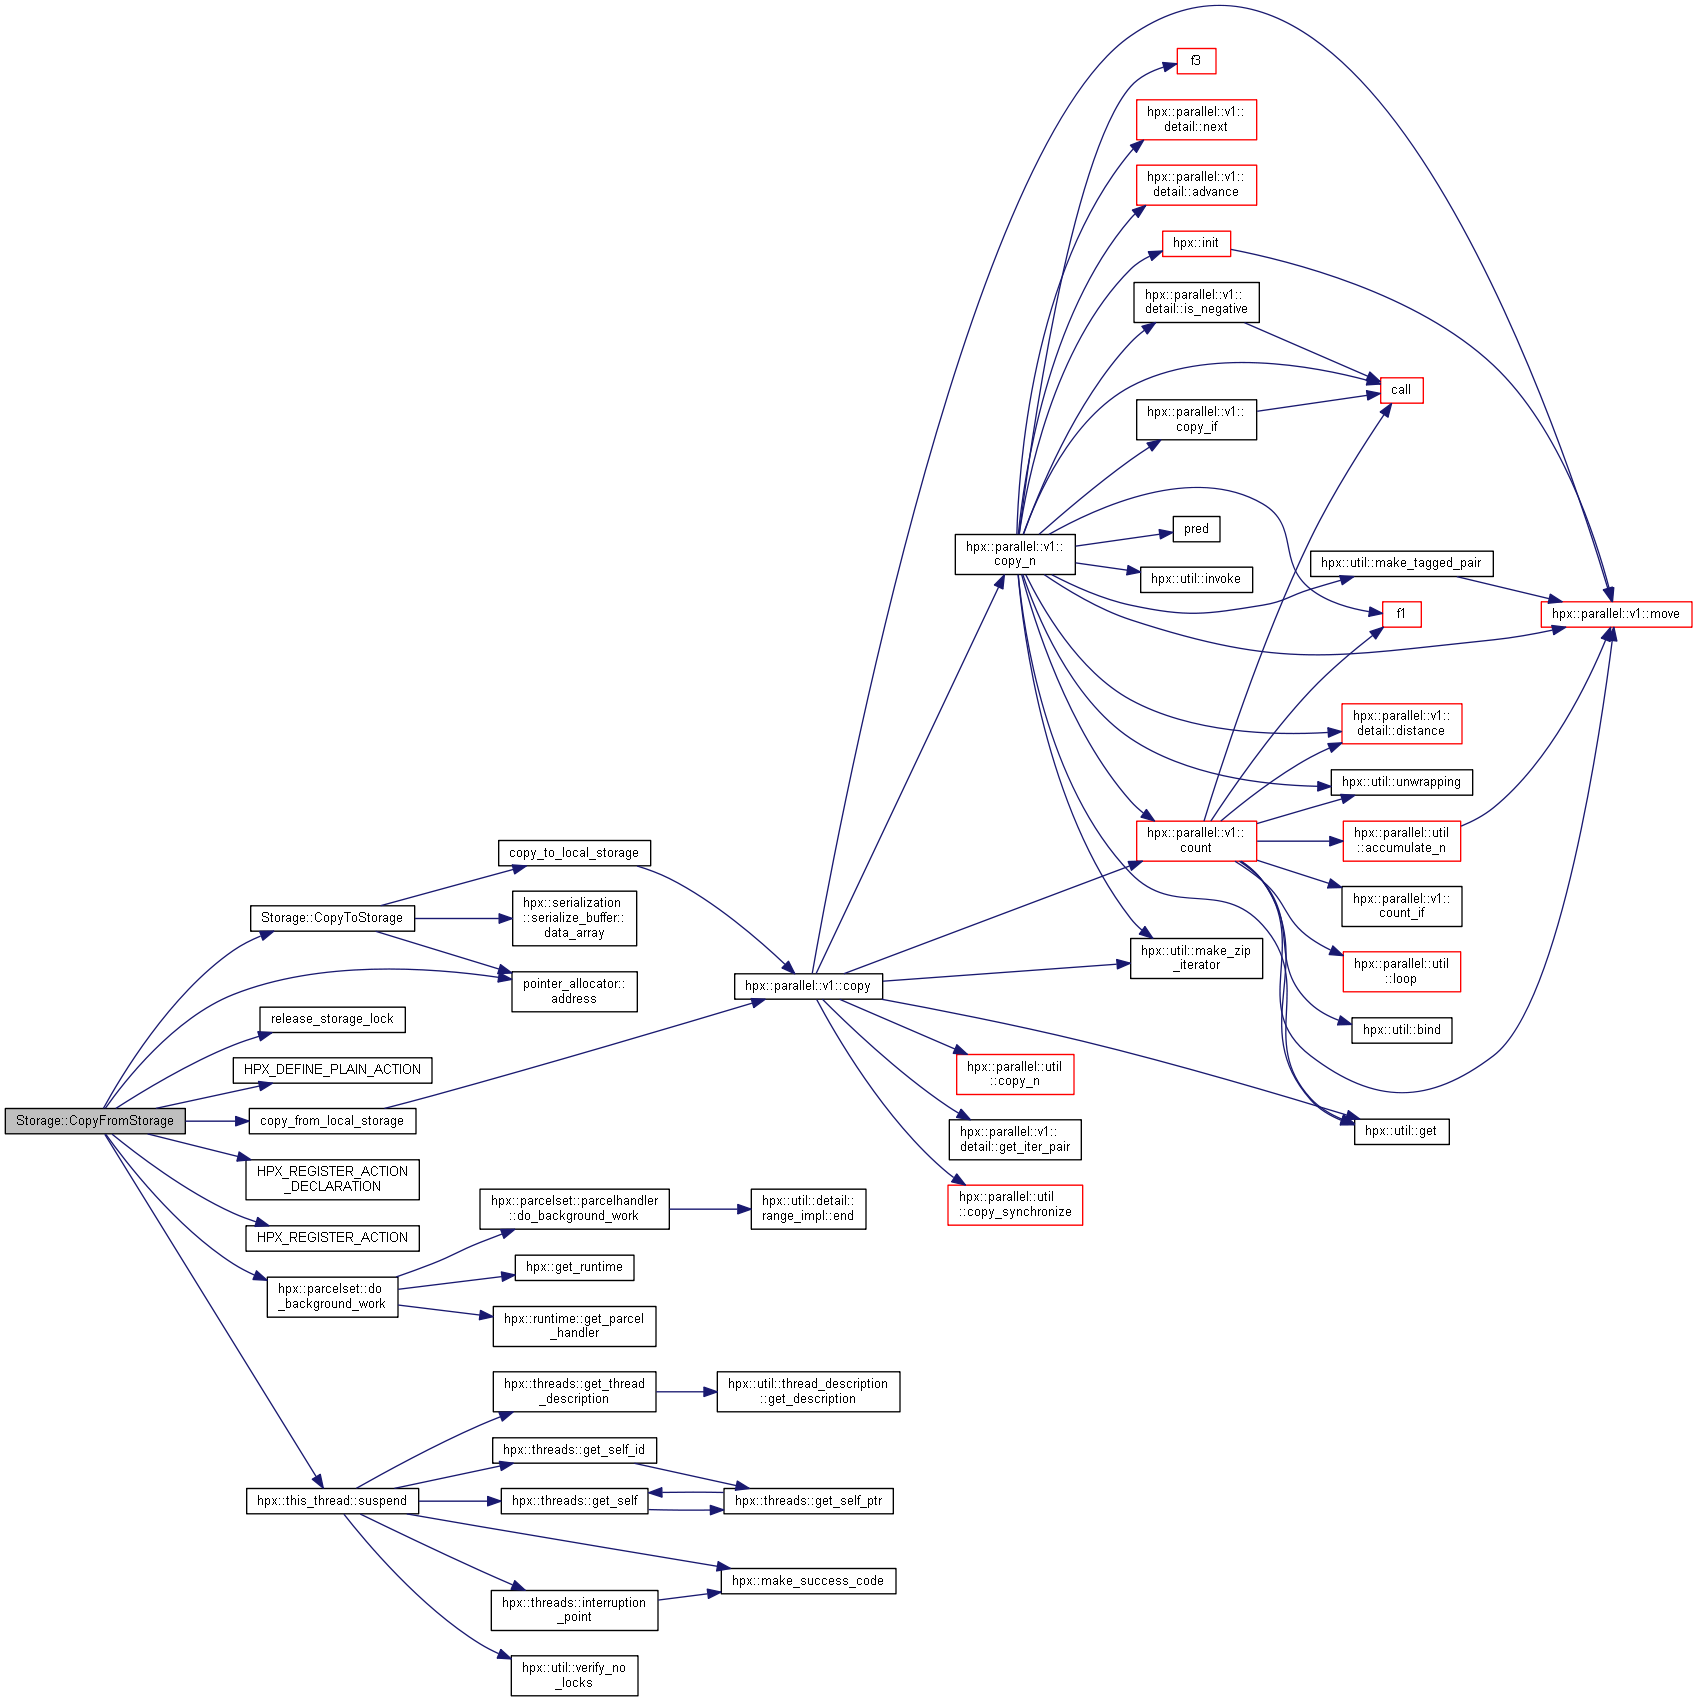 f3
hpx::parallel::v1::
detail::next
hpx::parallel::v1::
detail::advance
hpx::init
hpx::parallel::v1::
detail::is_negative
call
hpx::parallel::v1::
copy_if
pred
hpx::parallel::v1::
copy_n
hpx::util::make_tagged_pair
hpx::util::invoke
f1
hpx::parallel::v1::move
hpx::parallel::v1::
detail::distance
hpx::util::unwrapping
hpx::parallel::v1::
count
hpx::parallel::util
::accumulate_n
copy_to_local_storage
hpx::parallel::v1::
count_if
Storage::CopyToStorage
hpx::serialization
::serialize_buffer::
data_array
hpx::util::make_zip
_iterator
hpx::parallel::util
::loop
pointer_allocator::
address
hpx::parallel::v1::copy
release_storage_lock
hpx::util::bind
HPX_DEFINE_PLAIN_ACTION
hpx::parallel::util
::copy_n
Storage::CopyFromStorage
copy_from_local_storage
hpx::parallel::v1::
detail::get_iter_pair
hpx::util::get
HPX_REGISTER_ACTION
_DECLARATION
hpx::parallel::util
::copy_synchronize
hpx::parcelset::parcelhandler
::do_background_work
hpx::util::detail::
range_impl::end
HPX_REGISTER_ACTION
hpx::get_runtime
hpx::parcelset::do
_background_work
hpx::runtime::get_parcel
_handler
hpx::threads::get_thread
_description
hpx::util::thread_description
::get_description
hpx::threads::get_self_id
hpx::this_thread::suspend
hpx::threads::get_self
hpx::threads::get_self_ptr
hpx::make_success_code
hpx::threads::interruption
_point
hpx::util::verify_no
_locks